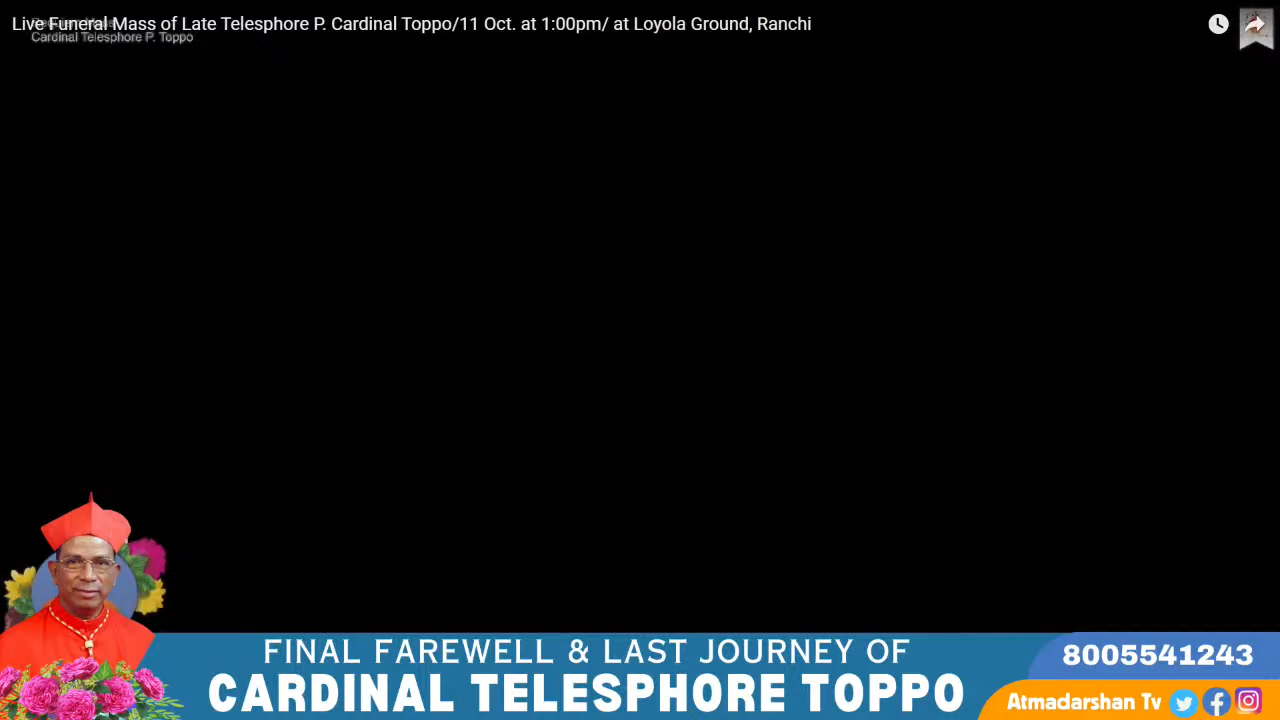 Live Funeral Mass of Late Telesphore P. Cardinal Toppo/11 Oct. at 1:00pm/ at Loyola Ground, Ranchi
Cardinal Telesphore P. Toppo
FINAL FAREWELL & LAST JOURNEY OF
CARDINAL TELESPHORE TOPPO
8005541243
Atmadarshan Tv